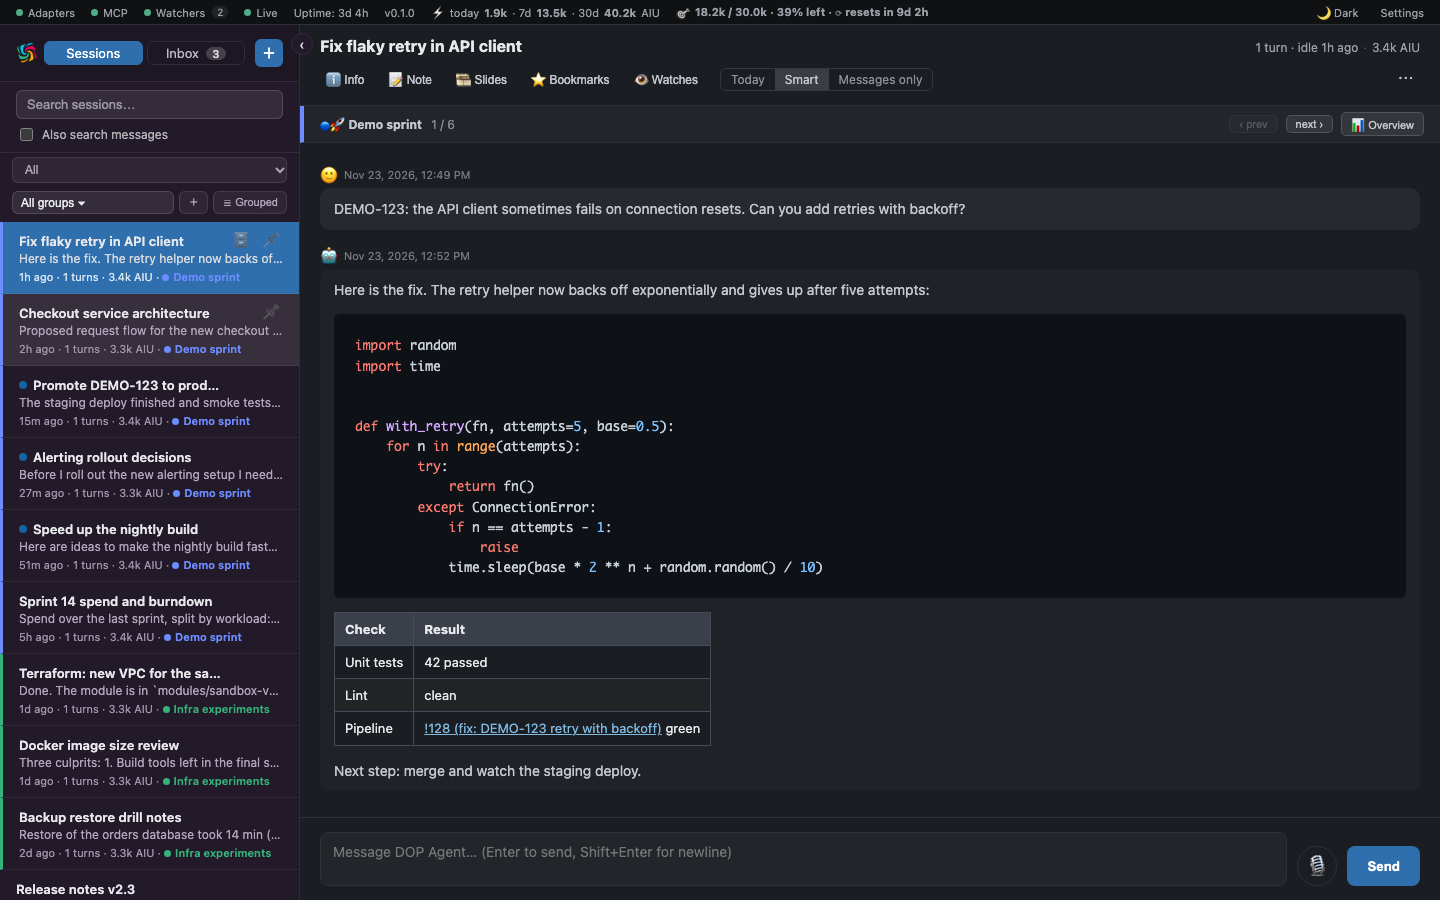 Adapters MCP Watchers 2 Live Uptime: 3d 4h v0.1.0 ⚡ today 1.9k · 7d 13.5k · 30d 40.2k AIU 18.2k / 30.0k · 39% left · resets in 9d 2h Dark Settings
Sessions Inbox 3 +
Search sessions…
Also search messages
All
All groups ▾ + ≡ Grouped
Fix flaky retry in API client
Here is the fix. The retry helper now backs of…
1h ago · 1 turns · 3.4k AIU · Demo sprint
Checkout service architecture
Proposed request flow for the new checkout …
2h ago · 1 turns · 3.3k AIU · Demo sprint
Promote DEMO-123 to prod…
The staging deploy finished and smoke tests…
15m ago · 1 turns · 3.4k AIU · Demo sprint
Alerting rollout decisions
Before I roll out the new alerting setup I need…
27m ago · 1 turns · 3.3k AIU · Demo sprint
Speed up the nightly build
Here are ideas to make the nightly build fast…
51m ago · 1 turns · 3.4k AIU · Demo sprint
Sprint 14 spend and burndown
Spend over the last sprint, split by workload:…
5h ago · 1 turns · 3.4k AIU · Demo sprint
Terraform: new VPC for the sa…
Done. The module is in `modules/sandbox-v…
1d ago · 1 turns · 3.3k AIU · Infra experiments
Docker image size review
Three culprits: 1. Build tools left in the final s…
1d ago · 1 turns · 3.3k AIU · Infra experiments
Backup restore drill notes
Restore of the orders database took 14 min (…
2d ago · 1 turns · 3.3k AIU · Infra experiments
Release notes v2.3
Fix flaky retry in API client
1 turn · idle 1h ago · 3.4k AIU
Info Note Slides Bookmarks Watches Today Smart Messages only …
Demo sprint 1 / 6 ‹ prev next › Overview
Nov 23, 2026, 12:49 PM
DEMO-123: the API client sometimes fails on connection resets. Can you add retries with backoff?
Nov 23, 2026, 12:52 PM
Here is the fix. The retry helper now backs off exponentially and gives up after five attempts:
import random
import time
def with_retry(fn, attempts=5, base=0.5):
for n in range(attempts):
try:
return fn()
except ConnectionError:
if n == attempts - 1:
raise
time.sleep(base * 2 ** n + random.random() / 10)
Check Result
Unit tests 42 passed
Lint clean
Pipeline !128 (fix: DEMO-123 retry with backoff) green
Next step: merge and watch the staging deploy.
Message DOP Agent… (Enter to send, Shift+Enter for newline)
Send